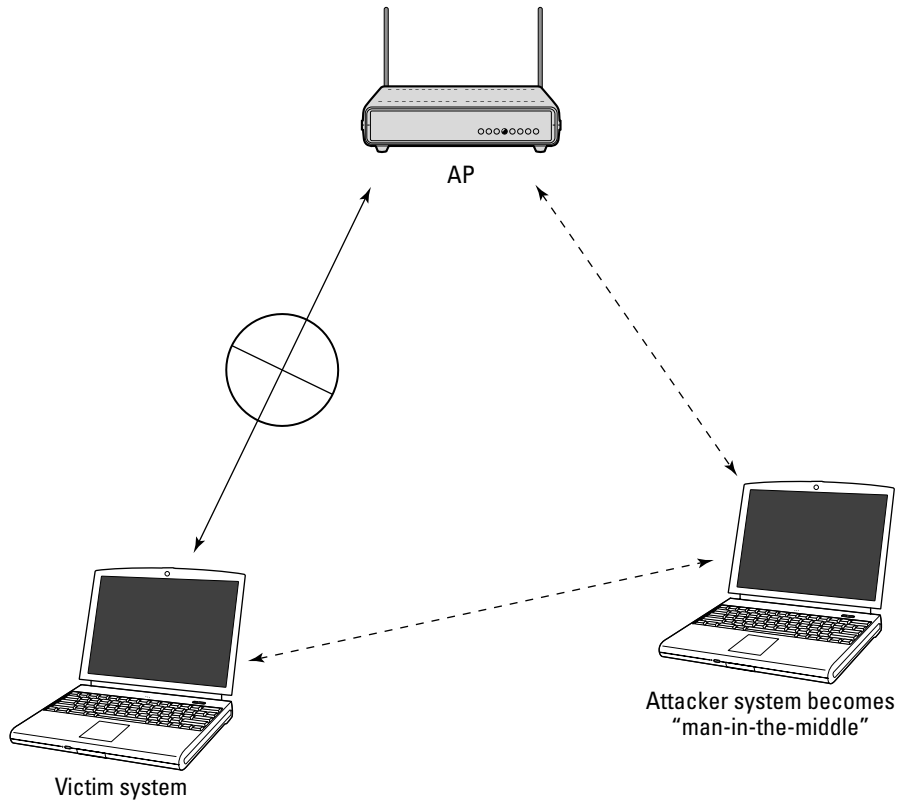 AP
Attacker system becomes
“man-in-the-middle”
Victim system